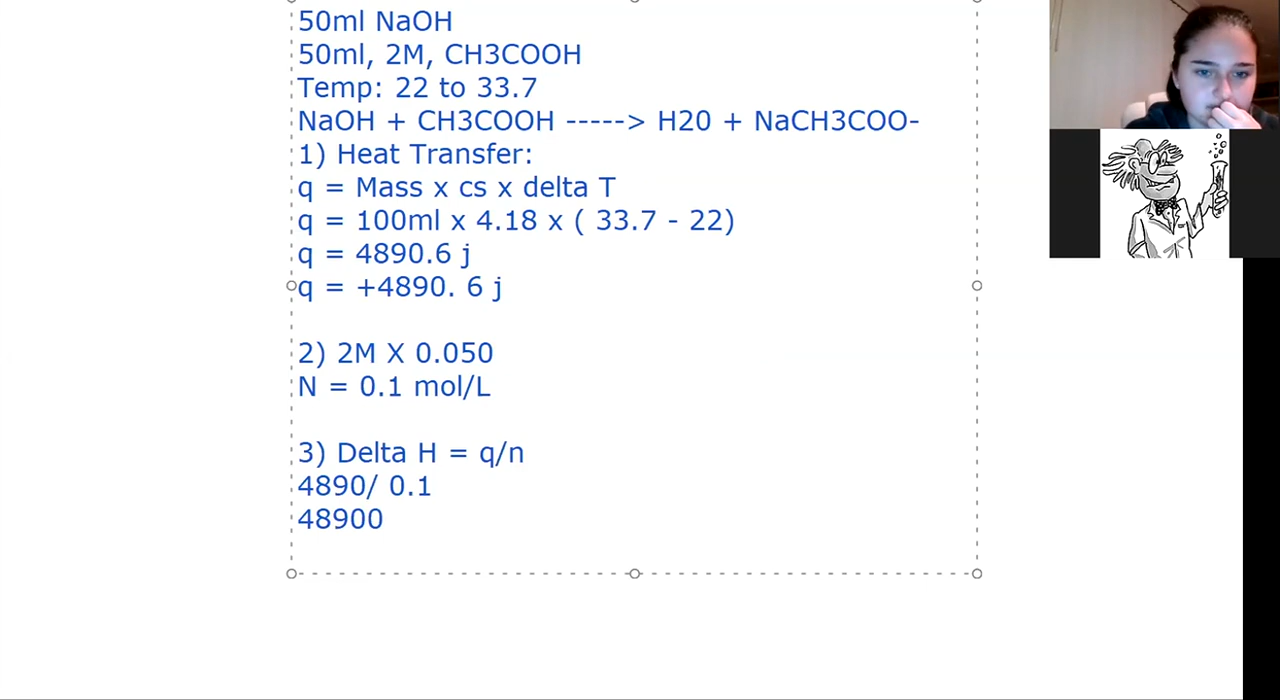 50ml NaOH
50ml, 2M, CH3COOH
Temp: 22 to 33.7
NaOH + CH3COOH -----> H20 + NaCH3COO-
1) Heat Transfer:
q = Mass x cs x delta T
q = 100ml x 4.18 x ( 33.7 - 22)
q = 4890.6 j
q = +4890. 6 j
2) 2M X 0.050
N = 0.1 mol/L
3) Delta H = q/n
4890/ 0.1
48900